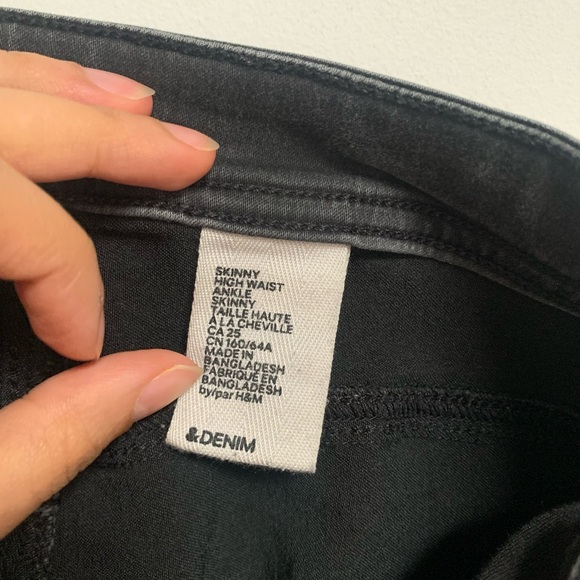 SKINNY
HIGH WAIST
ANKLE
SKINNY
TAILLE HAUTE
À LA CHEVILLE
CA 25
CN 160/64A
MADE IN
BANGLADESH
FABRIQUÉ EN
BANGLADESH
by/par H&M
&DENIM